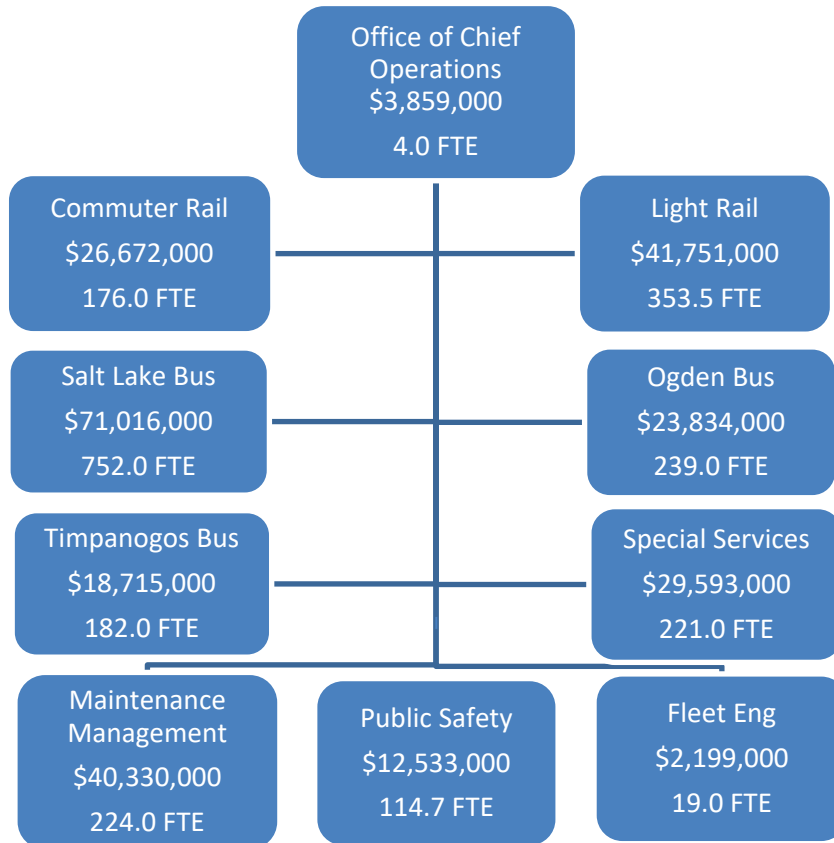 Office of Chief
Operations
$3,859,000
4.0 FTE
Commuter Rail
$26,672,000
176.0 FTE
Light Rail
$41,751,000
353.5 FTE
Salt Lake Bus
$71,016,000
752.0 FTE
Ogden Bus
$23,834,000
239.0 FTE
Timpanogos Bus
$18,715,000
182.0 FTE
Special Services
$29,593,000
221.0 FTE
Maintenance
Management
$40,330,000
224.0 FTE
Public Safety
$12,533,000
114.7 FTE
Fleet Eng
$2,199,000
19.0 FTE